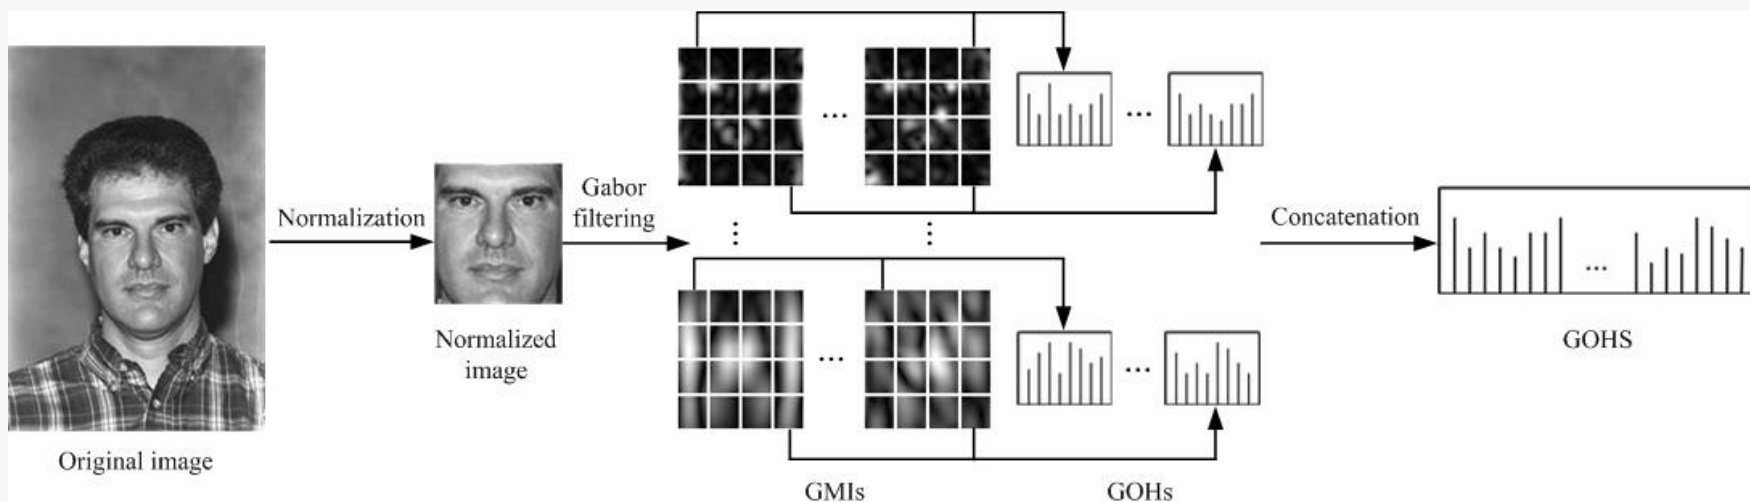 Original image
Normalization
Normalized
image
Gabor
filtering
...
...
...
...
...
...
GMIs
GOHs
Concatenation
...
GOHS